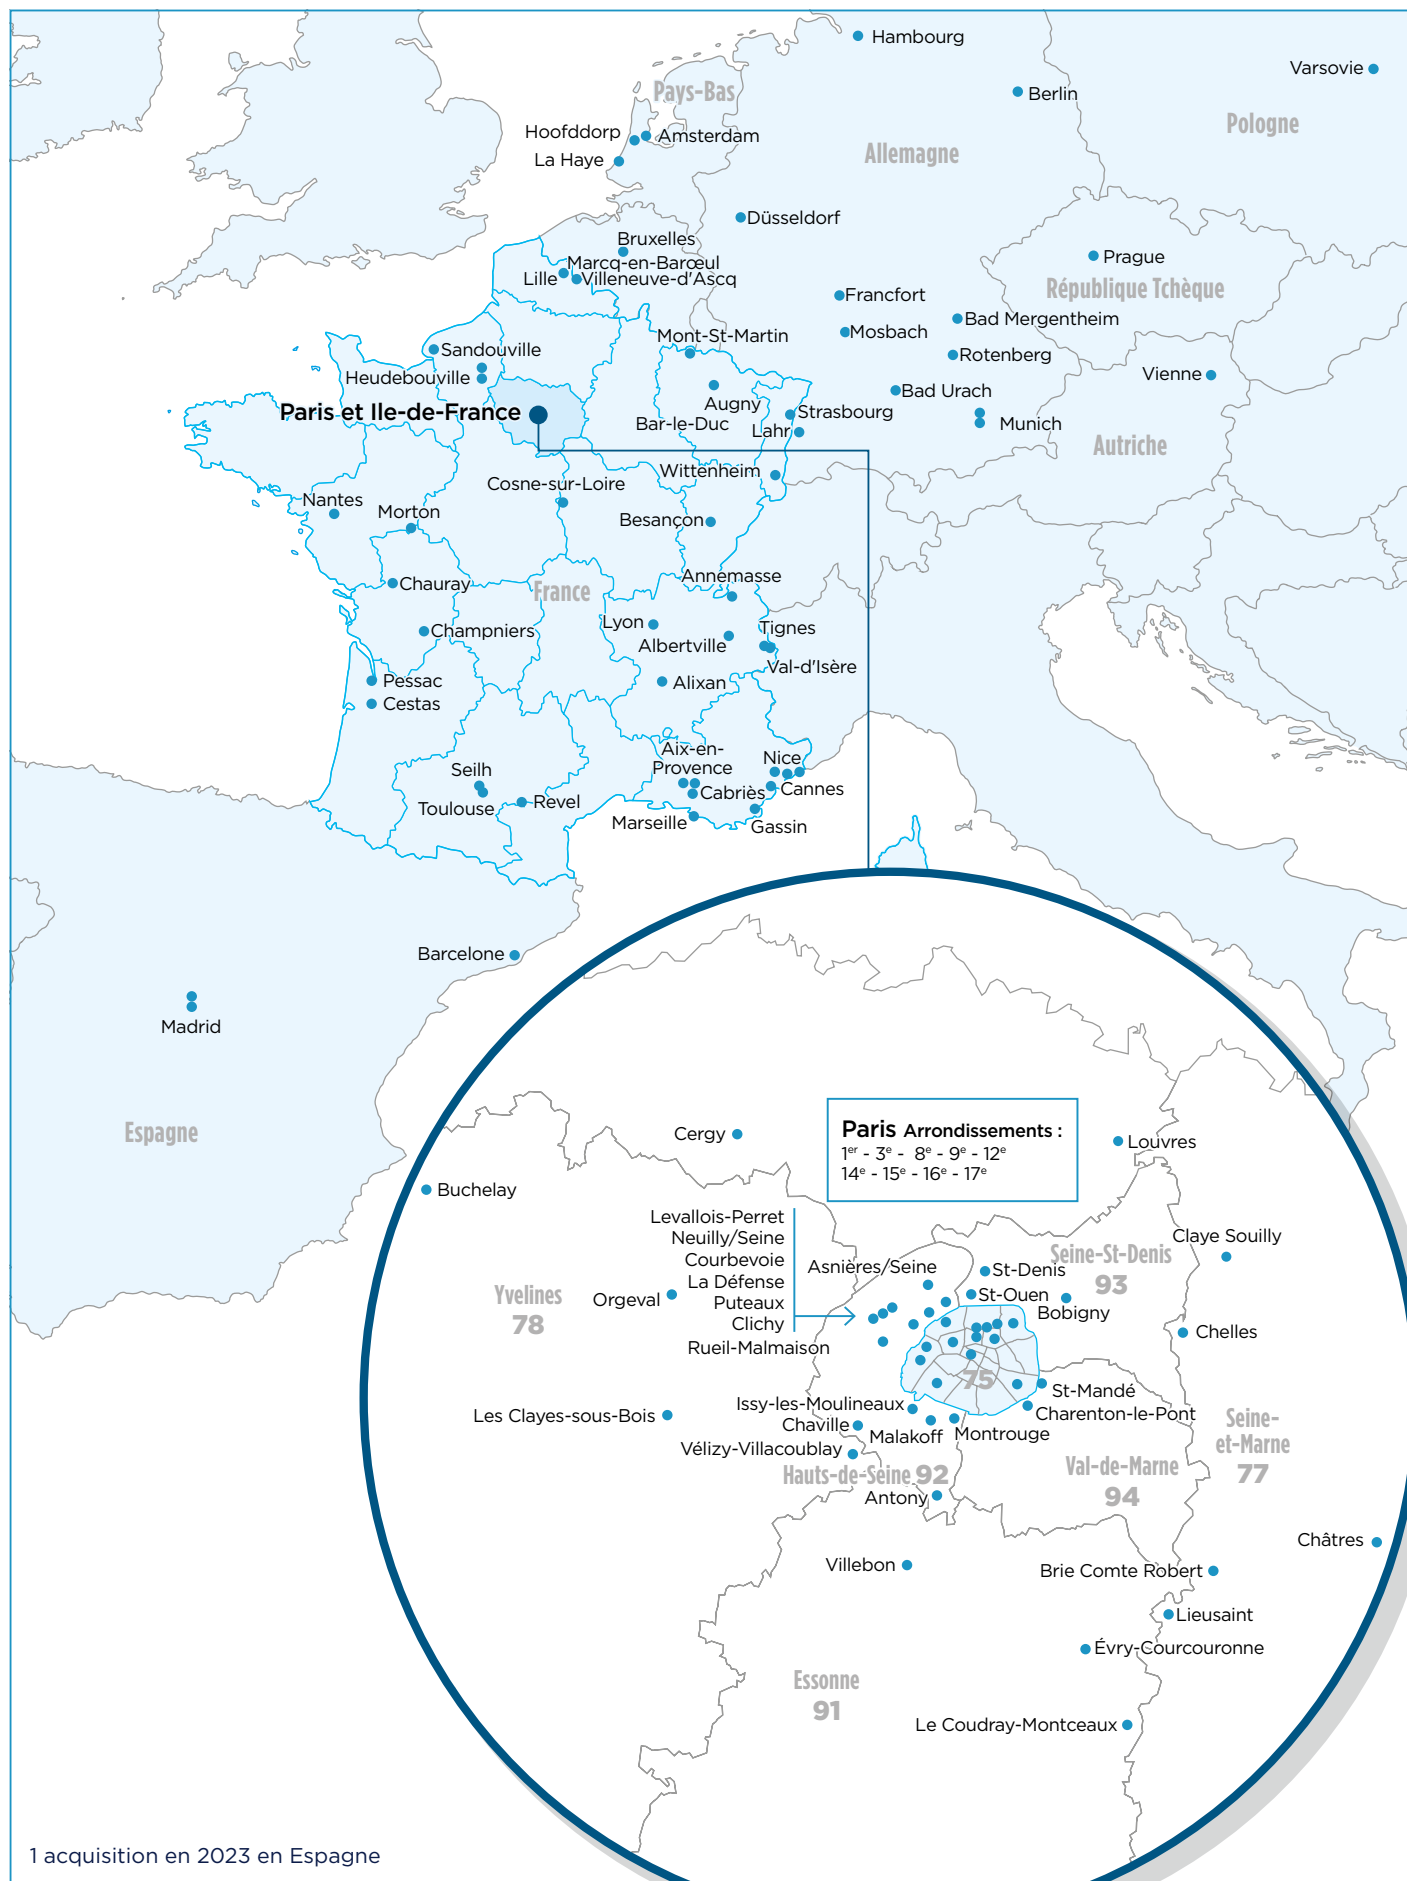 Hambourg
Varsovie
Pays-Bas
Berlin
Pologne
Hoofddorp
Amsterdam
La Haye
Allemagne
Düsseldorf
Bruxelles
Marcq-en-Barœul
Lille
Villeneuve-d'Ascq
Prague
République Tchèque
Francfort
Bad Mergentheim
Mosbach
Mont-St-Martin
Sandouville
Rotenberg
Heudebouville
Vienne
Bad Urach
Augny
Paris et Ile-de-France
Strasbourg
Bar-le-Duc
Lahr
Munich
Autriche
Wittenheim
Cosne-sur-Loire
Nantes
Morton
Besançon
Annemasse
Chauray
France
Lyon
Tignes
Champniers
Albertville
Val-d'Isère
Pessac
Alixan
Cestas
Aix-en-
Provence
Nice
Seilh
Cabriès
Cannes
Toulouse
Revel
Marseille
Gassin
Barcelone
Madrid
Espagne
Paris Arrondissements :
1er - 3e - 8e - 9e - 12e
14e - 15e - 16e - 17e
Cergy
Louvres
Buchelay
Levallois-Perret
Neuilly/Seine
Courbevoie
La Défense
Puteaux
Clichy
Rueil-Malmaison
Claye Souilly
Asnières/Seine
Seine-St-Denis
93
St-Denis
St-Ouen
Bobigny
Yvelines
78
Orgeval
Chelles
75
St-Mandé
Issy-les-Moulineaux
Charenton-le-Pont
Les Clayes-sous-Bois
Chaville
Malakoff
Montrouge
Vélizy-Villacoublay
Seine-
et-Marne
77
Hauts-de-Seine 92
Val-de-Marne
94
Antony
Châtres
Villebon
Brie Comte Robert
Lieusaint
Évry-Courcouronne
Essonne
91
Le Coudray-Montceaux
1 acquisition en 2023 en Espagne